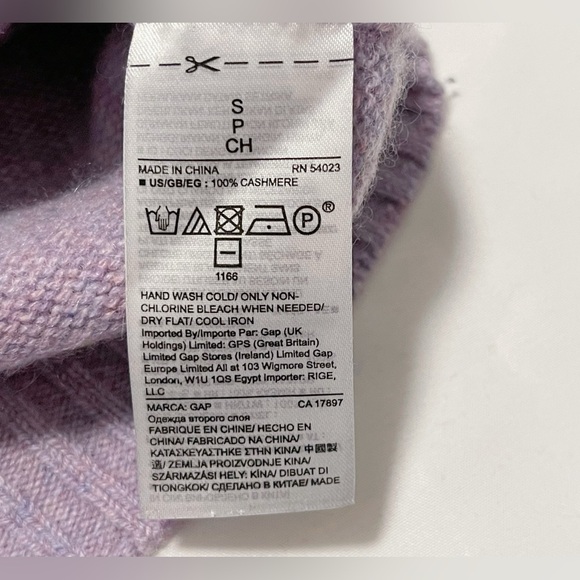 S
P
CH
MADE IN CHINA RN 54023
■ US/GB/EG : 100% CASHMERE
P ®
1166
HAND WASH COLD/ ONLY NON-
CHLORINE BLEACH WHEN NEEDED/
DRY FLAT/ COOL IRON
Imported By/Importe Par: Gap (UK
Holdings) Limited: GPS (Great Britain)
Limited Gap Stores (Ireland) Limited Gap
Europe Limited All at 103 Wigmore Street,
London, W1U 1QS Egypt Importer: RIGE,
LLC
MARCA: GAP CA 17897
Одежда второго слоя
FABRIQUE EN CHINE/ HECHO EN
CHINA/ FABRICADO NA CHINA/
ΚΑΤΑΣΚΕΥΑΣΤΗΚΕ ΣΤΗΝ ΚΙΝΑ/ 中国制
造/ ZEMLJA PROIZVODNJE KINA/
SZÁRMAZÁSI HELY: KÍNA/ DIBUAT DI
TIONGKOK/ СДЕЛАНО В КИТАЕ/ MADE